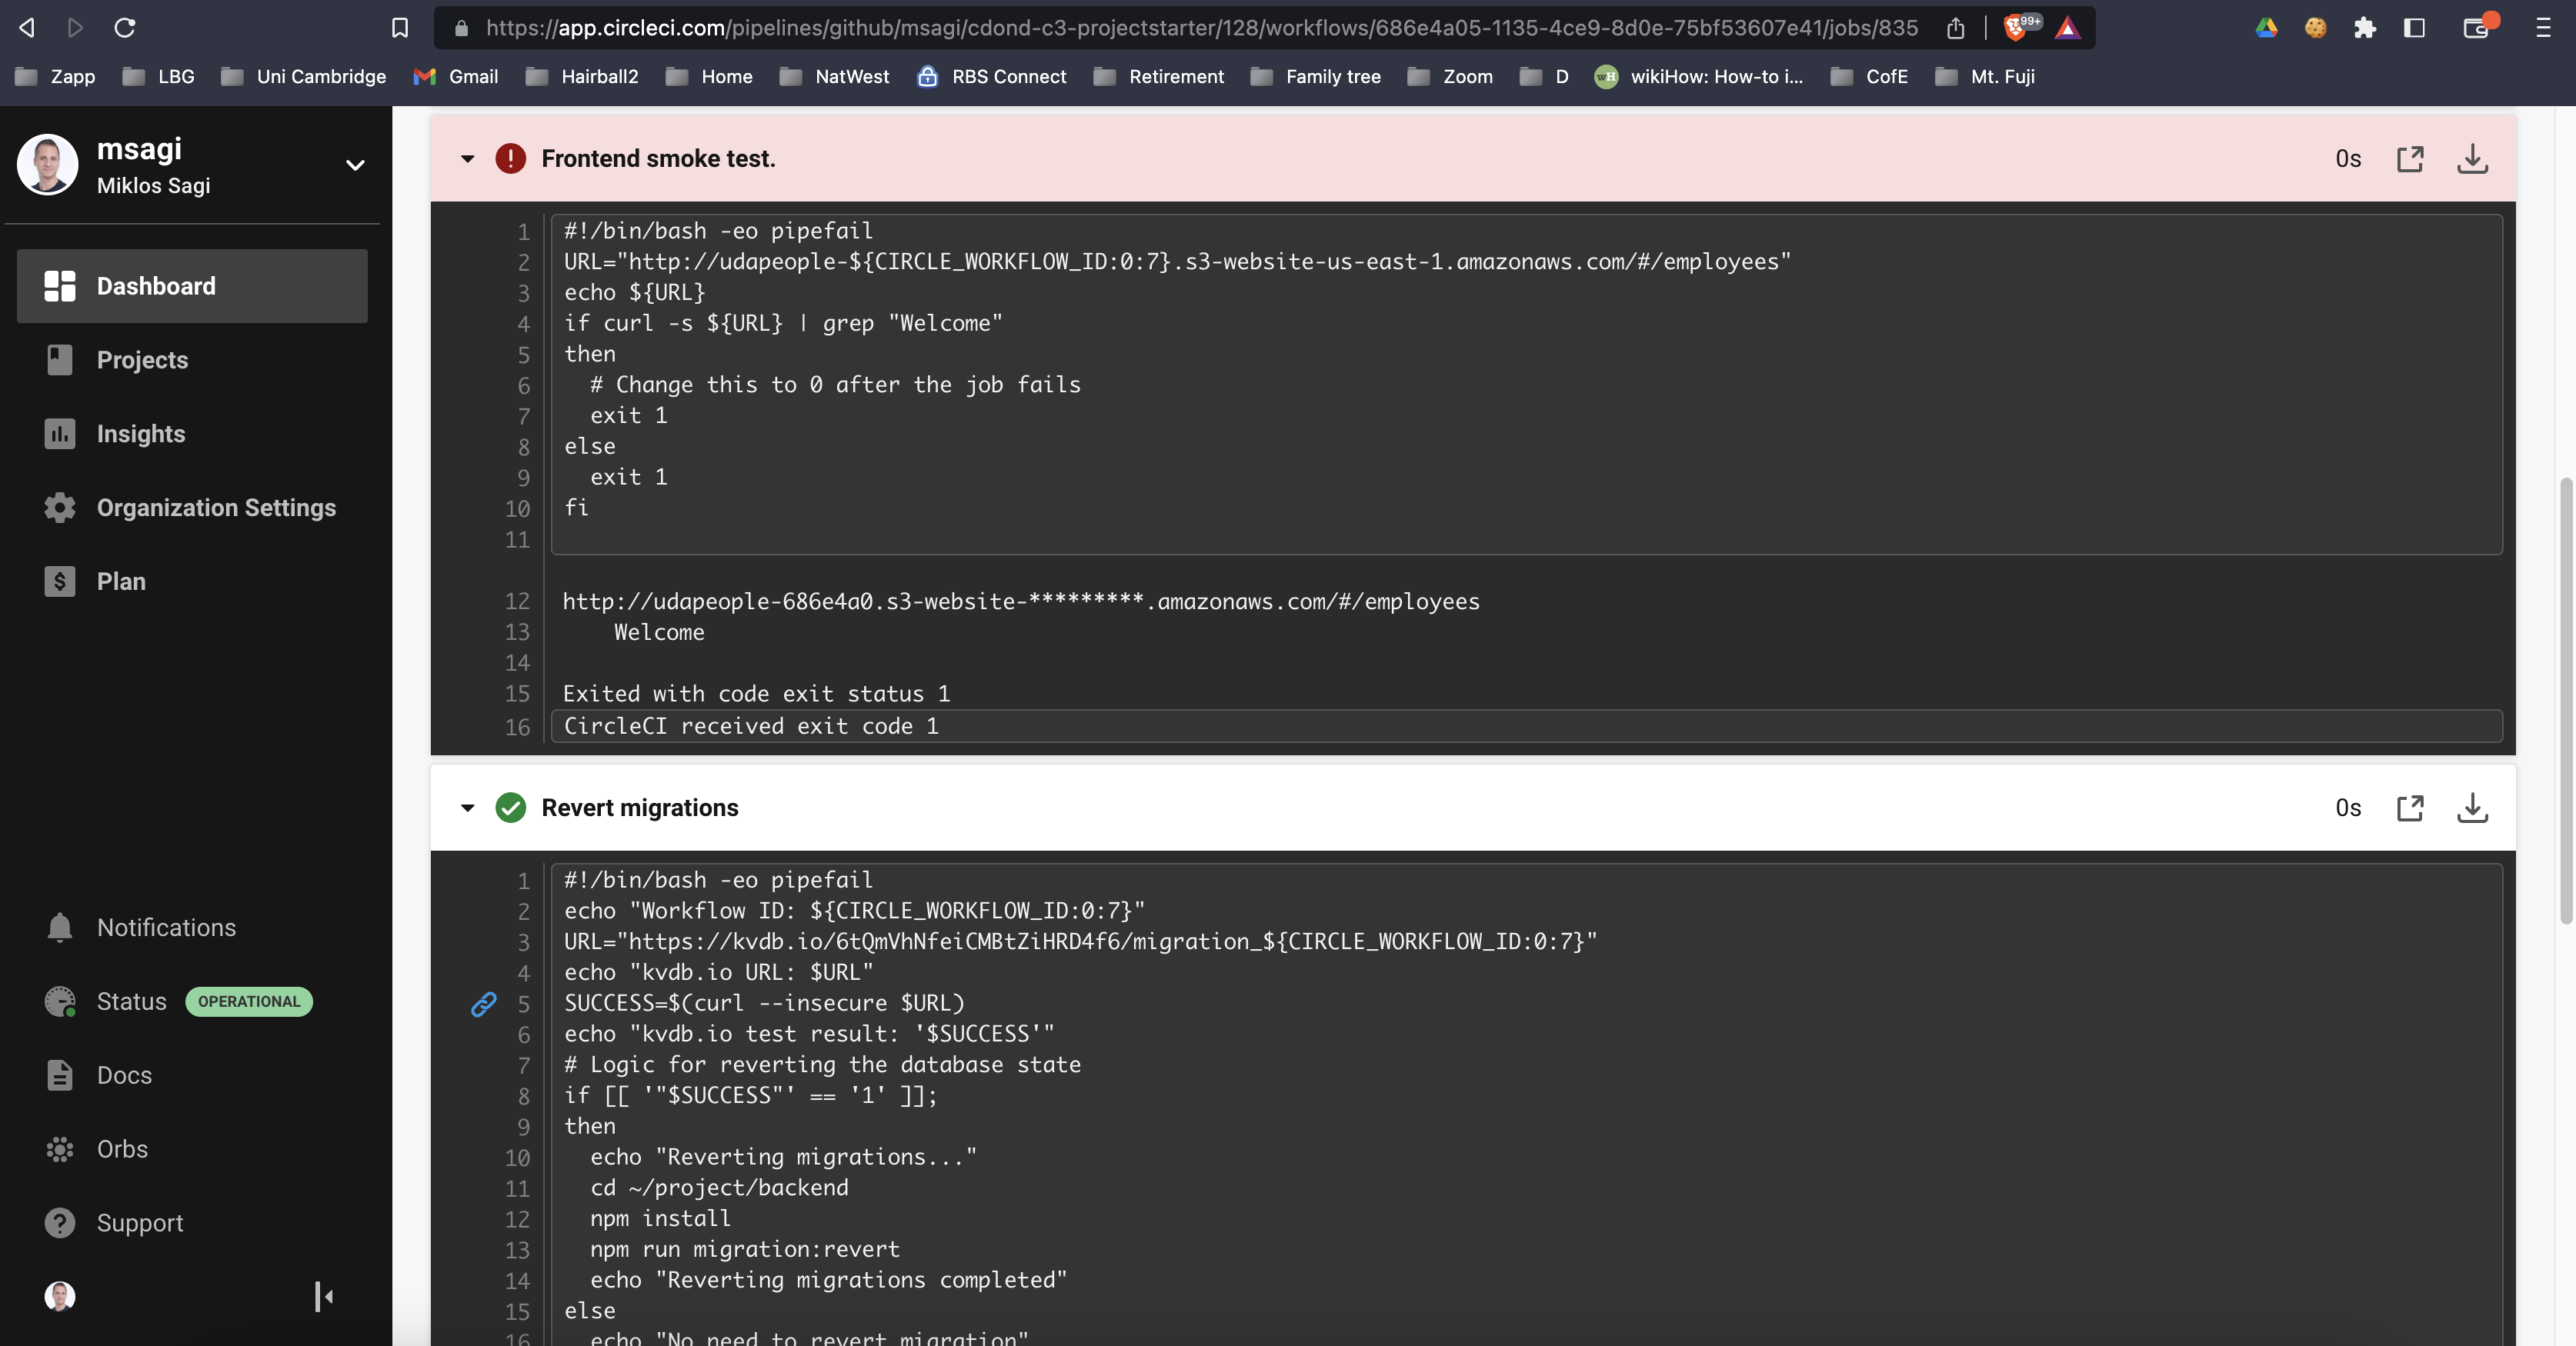 https://app.circleci.com/pipelines/github/msagi/cdond-c3-projectstarter/128/workflows/686e4a05-1135-4ce9-8d0e-75bf53607e41/jobs/835
99+
Zapp
LBG
Uni Cambridge
Gmail
Hairball2
Home
NatWest
RBS Connect
Retirement
Family tree
Zoom
D
wH
wikiHow: How-to i...
CofE
Mt. Fuji
msagi
Miklos Sagi
Dashboard
Projects
Insights
Organization Settings
Plan
Notifications
Status OPERATIONAL
Docs
Orbs
Support
Frontend smoke test.
0s
1 #!/bin/bash -eo pipefail
2 URL="http://udapeople-${CIRCLE_WORKFLOW_ID:0:7}.s3-website-us-east-1.amazonaws.com/#/employees"
3 echo ${URL}
4 if curl -s ${URL} | grep "Welcome"
5 then
6   # Change this to 0 after the job fails
7   exit 1
8 else
9   exit 1
10 fi
11
12 http://udapeople-686e4a0.s3-website-*********.amazonaws.com/#/employees
13     Welcome
14
15 Exited with code exit status 1
16 CircleCI received exit code 1
Revert migrations
0s
1 #!/bin/bash -eo pipefail
2 echo "Workflow ID: ${CIRCLE_WORKFLOW_ID:0:7}"
3 URL="https://kvdb.io/6tQmVhNfeiCMBtZiHRD4f6/migration_${CIRCLE_WORKFLOW_ID:0:7}"
4 echo "kvdb.io URL: $URL"
5 SUCCESS=$(curl --insecure $URL)
6 echo "kvdb.io test result: '$SUCCESS'"
7 # Logic for reverting the database state
8 if [[ '"$SUCCESS"' == '1' ]];
9 then
10   echo "Reverting migrations..."
11   cd ~/project/backend
12   npm install
13   npm run migration:revert
14   echo "Reverting migrations completed"
15 else
16   echo "No need to revert migration"